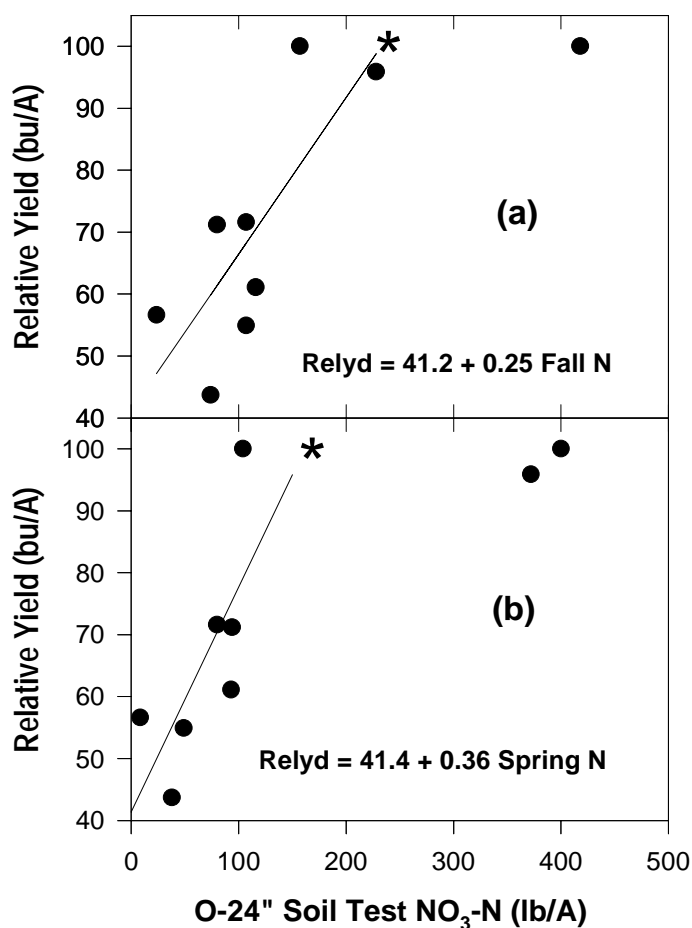 100
*
90
80
70
60
50
40
Relative Yield (bu/A)
(a)
Relyd = 41.2 + 0.25 Fall N
100
*
90
80
70
60
50
40
Relative Yield (bu/A)
(b)
Relyd = 41.4 + 0.36 Spring N
0 100 200 300 400 500
O-24" Soil Test NO₃-N (lb/A)